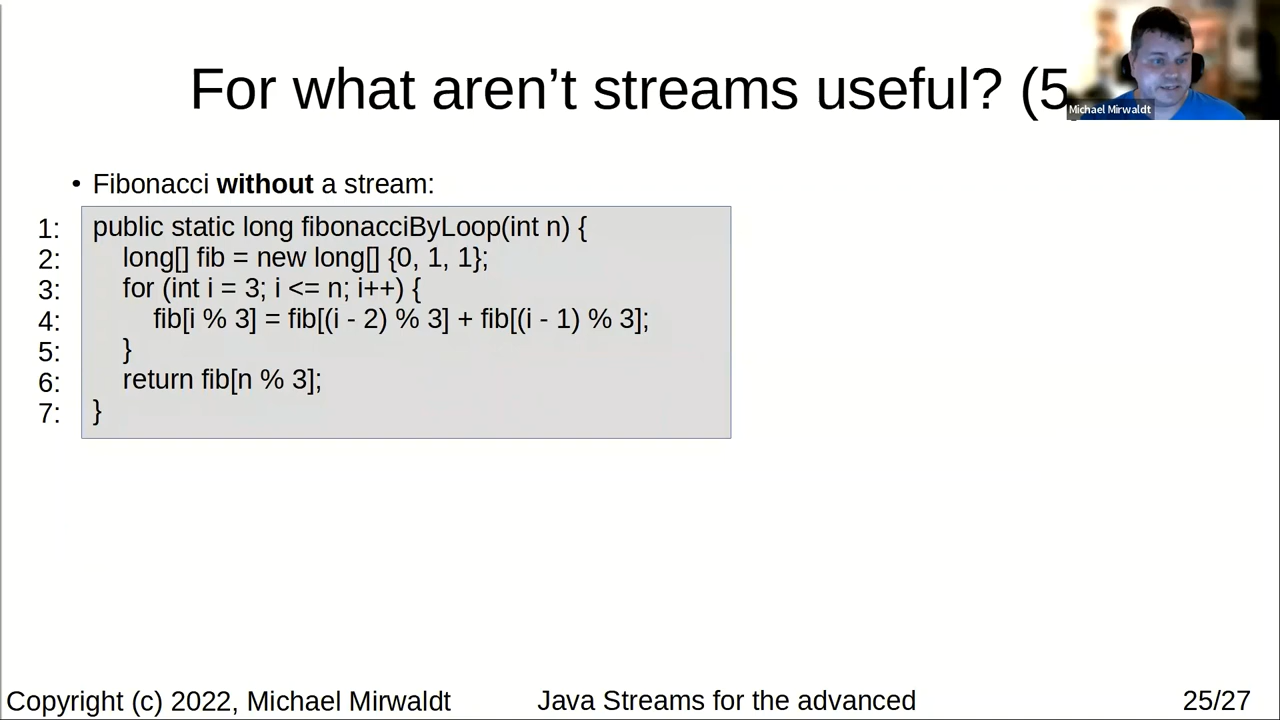 For what aren't streams useful? (5
Michael Mirwaldt
• Fibonacci without a stream:
1: public static long fibonacciByLoop(int n) {
2: long[] fib = new long[] {0, 1, 1};
3: for (int i = 3; i <= n; i++) {
4: fib[i % 3] = fib[(i - 2) % 3] + fib[(i - 1) % 3];
5: }
6: return fib[n % 3];
7: }
Copyright (c) 2022, Michael Mirwaldt Java Streams for the advanced 25/27